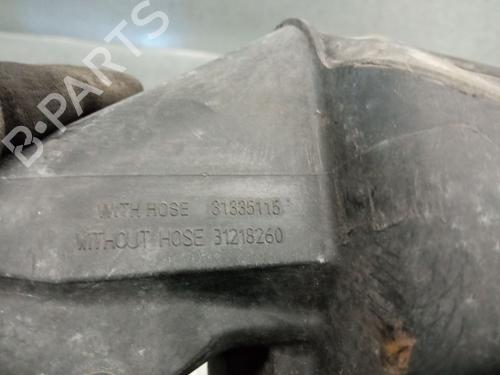 B-PARTS
WITH HOSE 31335115
WITHOUT HOSE 31218260